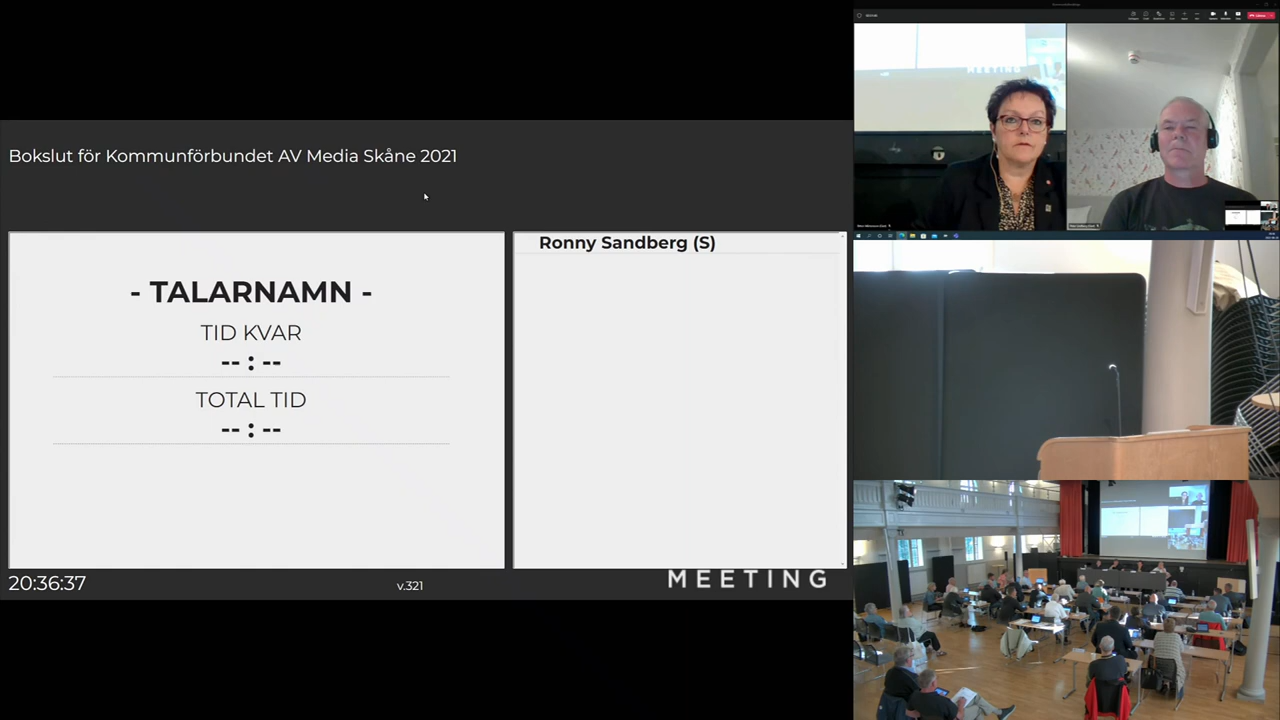 Bokslut för Kommunförbundet AV Media Skåne 2021
- TALARNAMN -
TID KVAR
-- : --
TOTAL TID
-- : --
Ronny Sandberg (S)
20:36:37
v.321
MEETING
MEETING